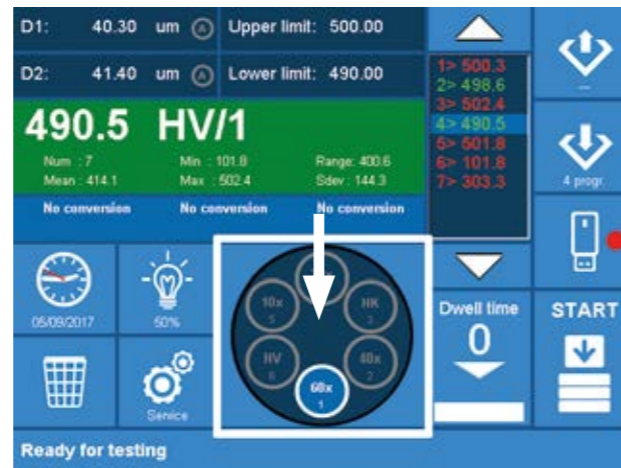 D1: 40.30 um A Upper limit: 500.00
D2: 41.40 um A Lower limit: 490.00
490.5 HV/1
Num : 7 Min : 101.8 Range: 400.6
Mean : 414.1 Max : 502.4 Sdev : 144.3
No conversion No conversion No conversion
1> 500.3
2> 498.6
3> 502.4
4> 490.5
5> 501.8
6> 101.8
7> 303.3
---
4 progr.
05/09/2017
50%
Service
10x
5
HK
3
HV
6
40x
2
60x
1
Dwell time
0
START
Ready for testing